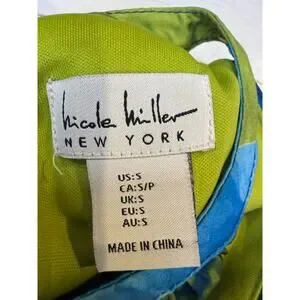 Nicole Miller
NEW YORK
US:S
CA:S/P
UK:S
EU:S
AU:S
MADE IN CHINA